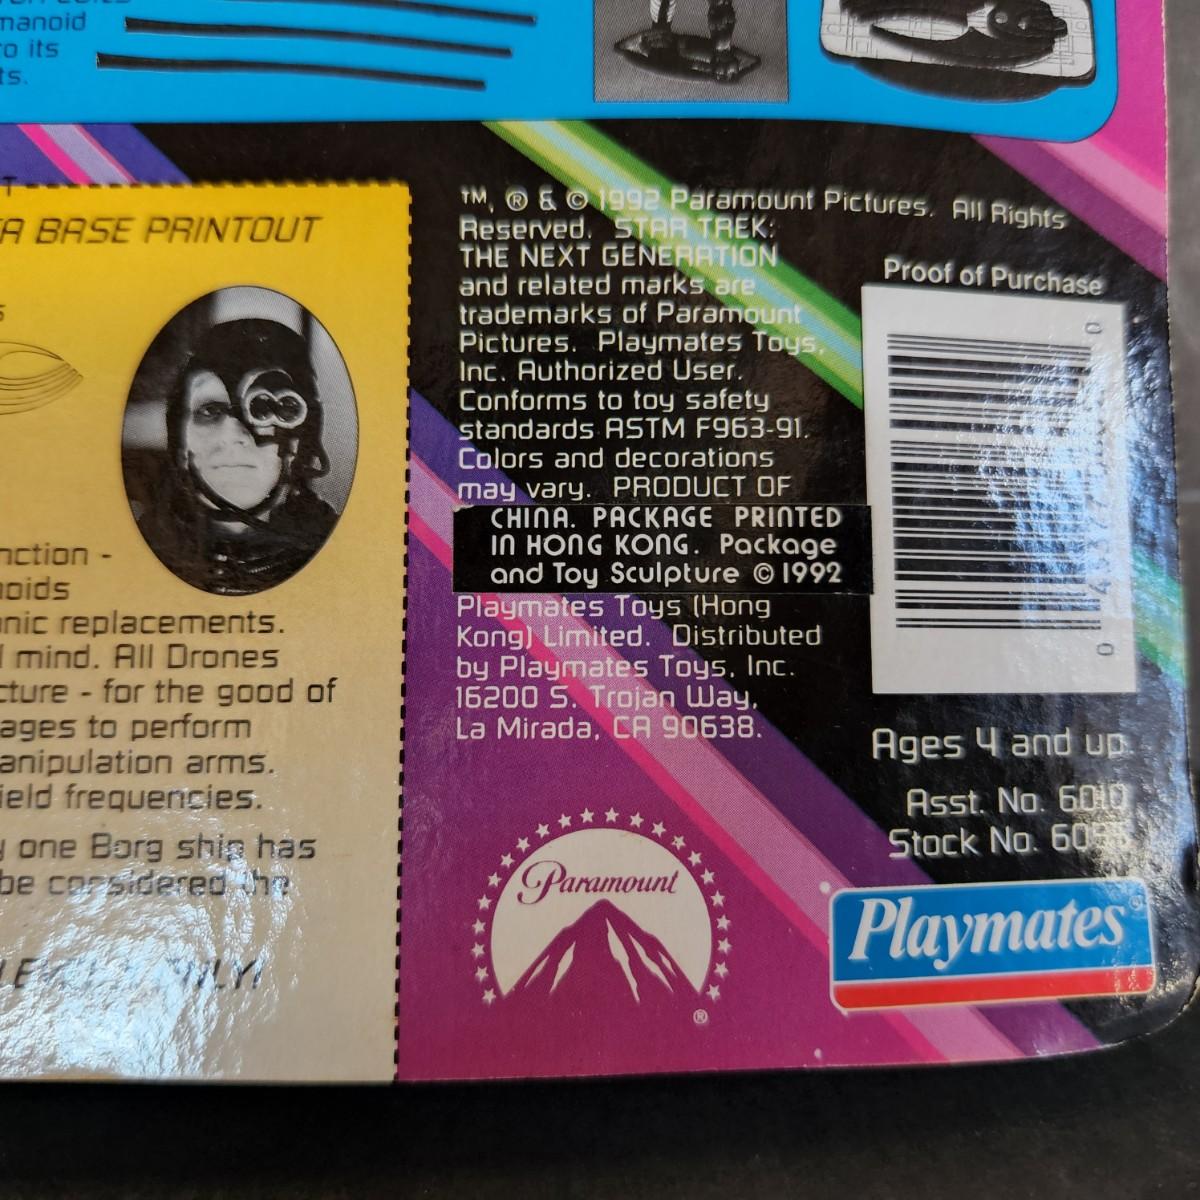 manoid
ro its
ts.
A BASE PRINTOUT
nction -
noids
onic replacements.
l mind. All Drones
cture - for the good of
ages to perform
anipulation arms.
ield frequencies.
y one Borg ship has
be considered the
™, ® & © 1992 Paramount Pictures. All Rights
Reserved. STAR TREK:
THE NEXT GENERATION
and related marks are
trademarks of Paramount
Pictures. Playmates Toys,
Inc. Authorized User.
Conforms to toy safety
standards ASTM F963-91.
Colors and decorations
may vary. PRODUCT OF
CHINA. PACKAGE PRINTED
IN HONG KONG. Package
and Toy Sculpture © 1992
Playmates Toys (Hong
Kong) Limited. Distributed
by Playmates Toys, Inc.
16200 S. Trojan Way,
La Mirada, CA 90638.
Proof of Purchase
Ages 4 and up
Asst. No. 6010
Stock No.
Paramount
®
Playmates®